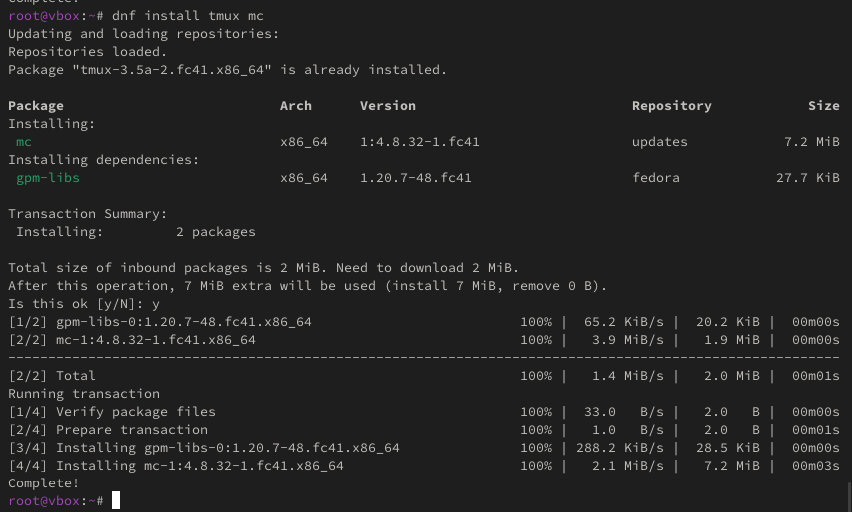 Complete!
root@vbox:~# dnf install tmux mc
Updating and loading repositories:
Repositories loaded.
Package "tmux-3.5a-2.fc41.x86_64" is already installed.
Package Arch Version Repository Size
Installing:
mc x86_64 1:4.8.32-1.fc41 updates 7.2 MiB
Installing dependencies:
gpm-libs x86_64 1.20.7-48.fc41 fedora 27.7 KiB
Transaction Summary:
Installing: 2 packages
Total size of inbound packages is 2 MiB. Need to download 2 MiB.
After this operation, 7 MiB extra will be used (install 7 MiB, remove 0 B).
Is this ok [y/N]: y
[1/2] gpm-libs-0:1.20.7-48.fc41.x86_64 100% | 65.2 KiB/s | 20.2 KiB | 00m00s
[2/2] mc-1:4.8.32-1.fc41.x86_64 100% | 3.9 MiB/s | 1.9 MiB | 00m00s
--------------------------------------------------------------------------------------------------------
[2/2] Total 100% | 1.4 MiB/s | 2.0 MiB | 00m01s
Running transaction
[1/4] Verify package files 100% | 33.0 B/s | 2.0 B | 00m00s
[2/4] Prepare transaction 100% | 1.0 B/s | 2.0 B | 00m01s
[3/4] Installing gpm-libs-0:1.20.7-48.fc41.x86_64 100% | 288.2 KiB/s | 28.5 KiB | 00m00s
[4/4] Installing mc-1:4.8.32-1.fc41.x86_64 100% | 2.1 MiB/s | 7.2 MiB | 00m03s
Complete!
root@vbox:~#